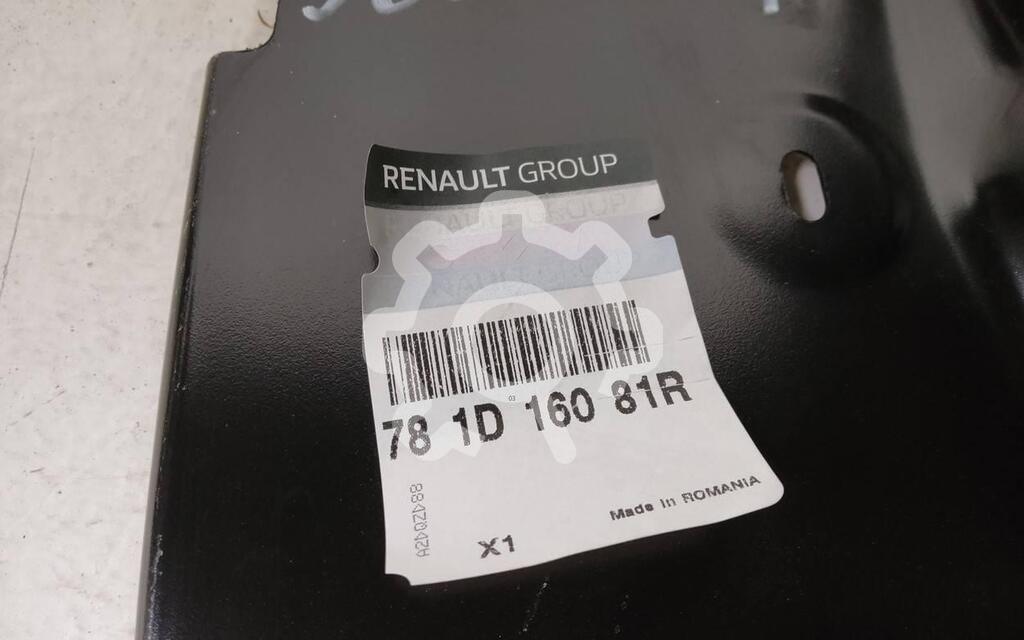 RENAULT GROUP
78 1D 160 81R
Made in ROMANIA
X1